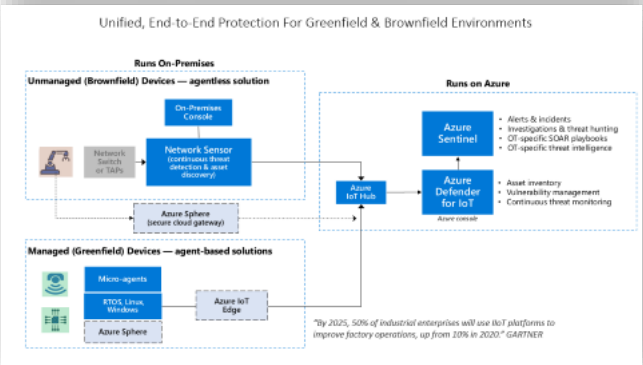 Unified, End-to-End Protection For Greenfield & Brownfield Environments
Runs On-Premises
Unmanaged (Brownfield) Devices — agentless solution
On-Premises
Console
Network
Switch
or TAPs
Network Sensor
(continuous threat
detection & asset
discovery)
Azure Sphere
(secure cloud gateway)
Managed (Greenfield) Devices — agent-based solutions
Micro-agents
RTOS, Linux,
Windows
Azure Sphere
Azure IoT
Edge
Runs on Azure
Azure
IoT Hub
Azure
Sentinel
• Alerts & incidents
• Investigations & threat hunting
• OT-specific SOAR playbooks
• OT-specific threat intelligence
Azure
Defender
for IoT
Azure console
• Asset inventory
• Vulnerability management
• Continuous threat monitoring
"By 2025, 50% of industrial enterprises will use IIoT platforms to
improve factory operations, up from 10% in 2020." GARTNER